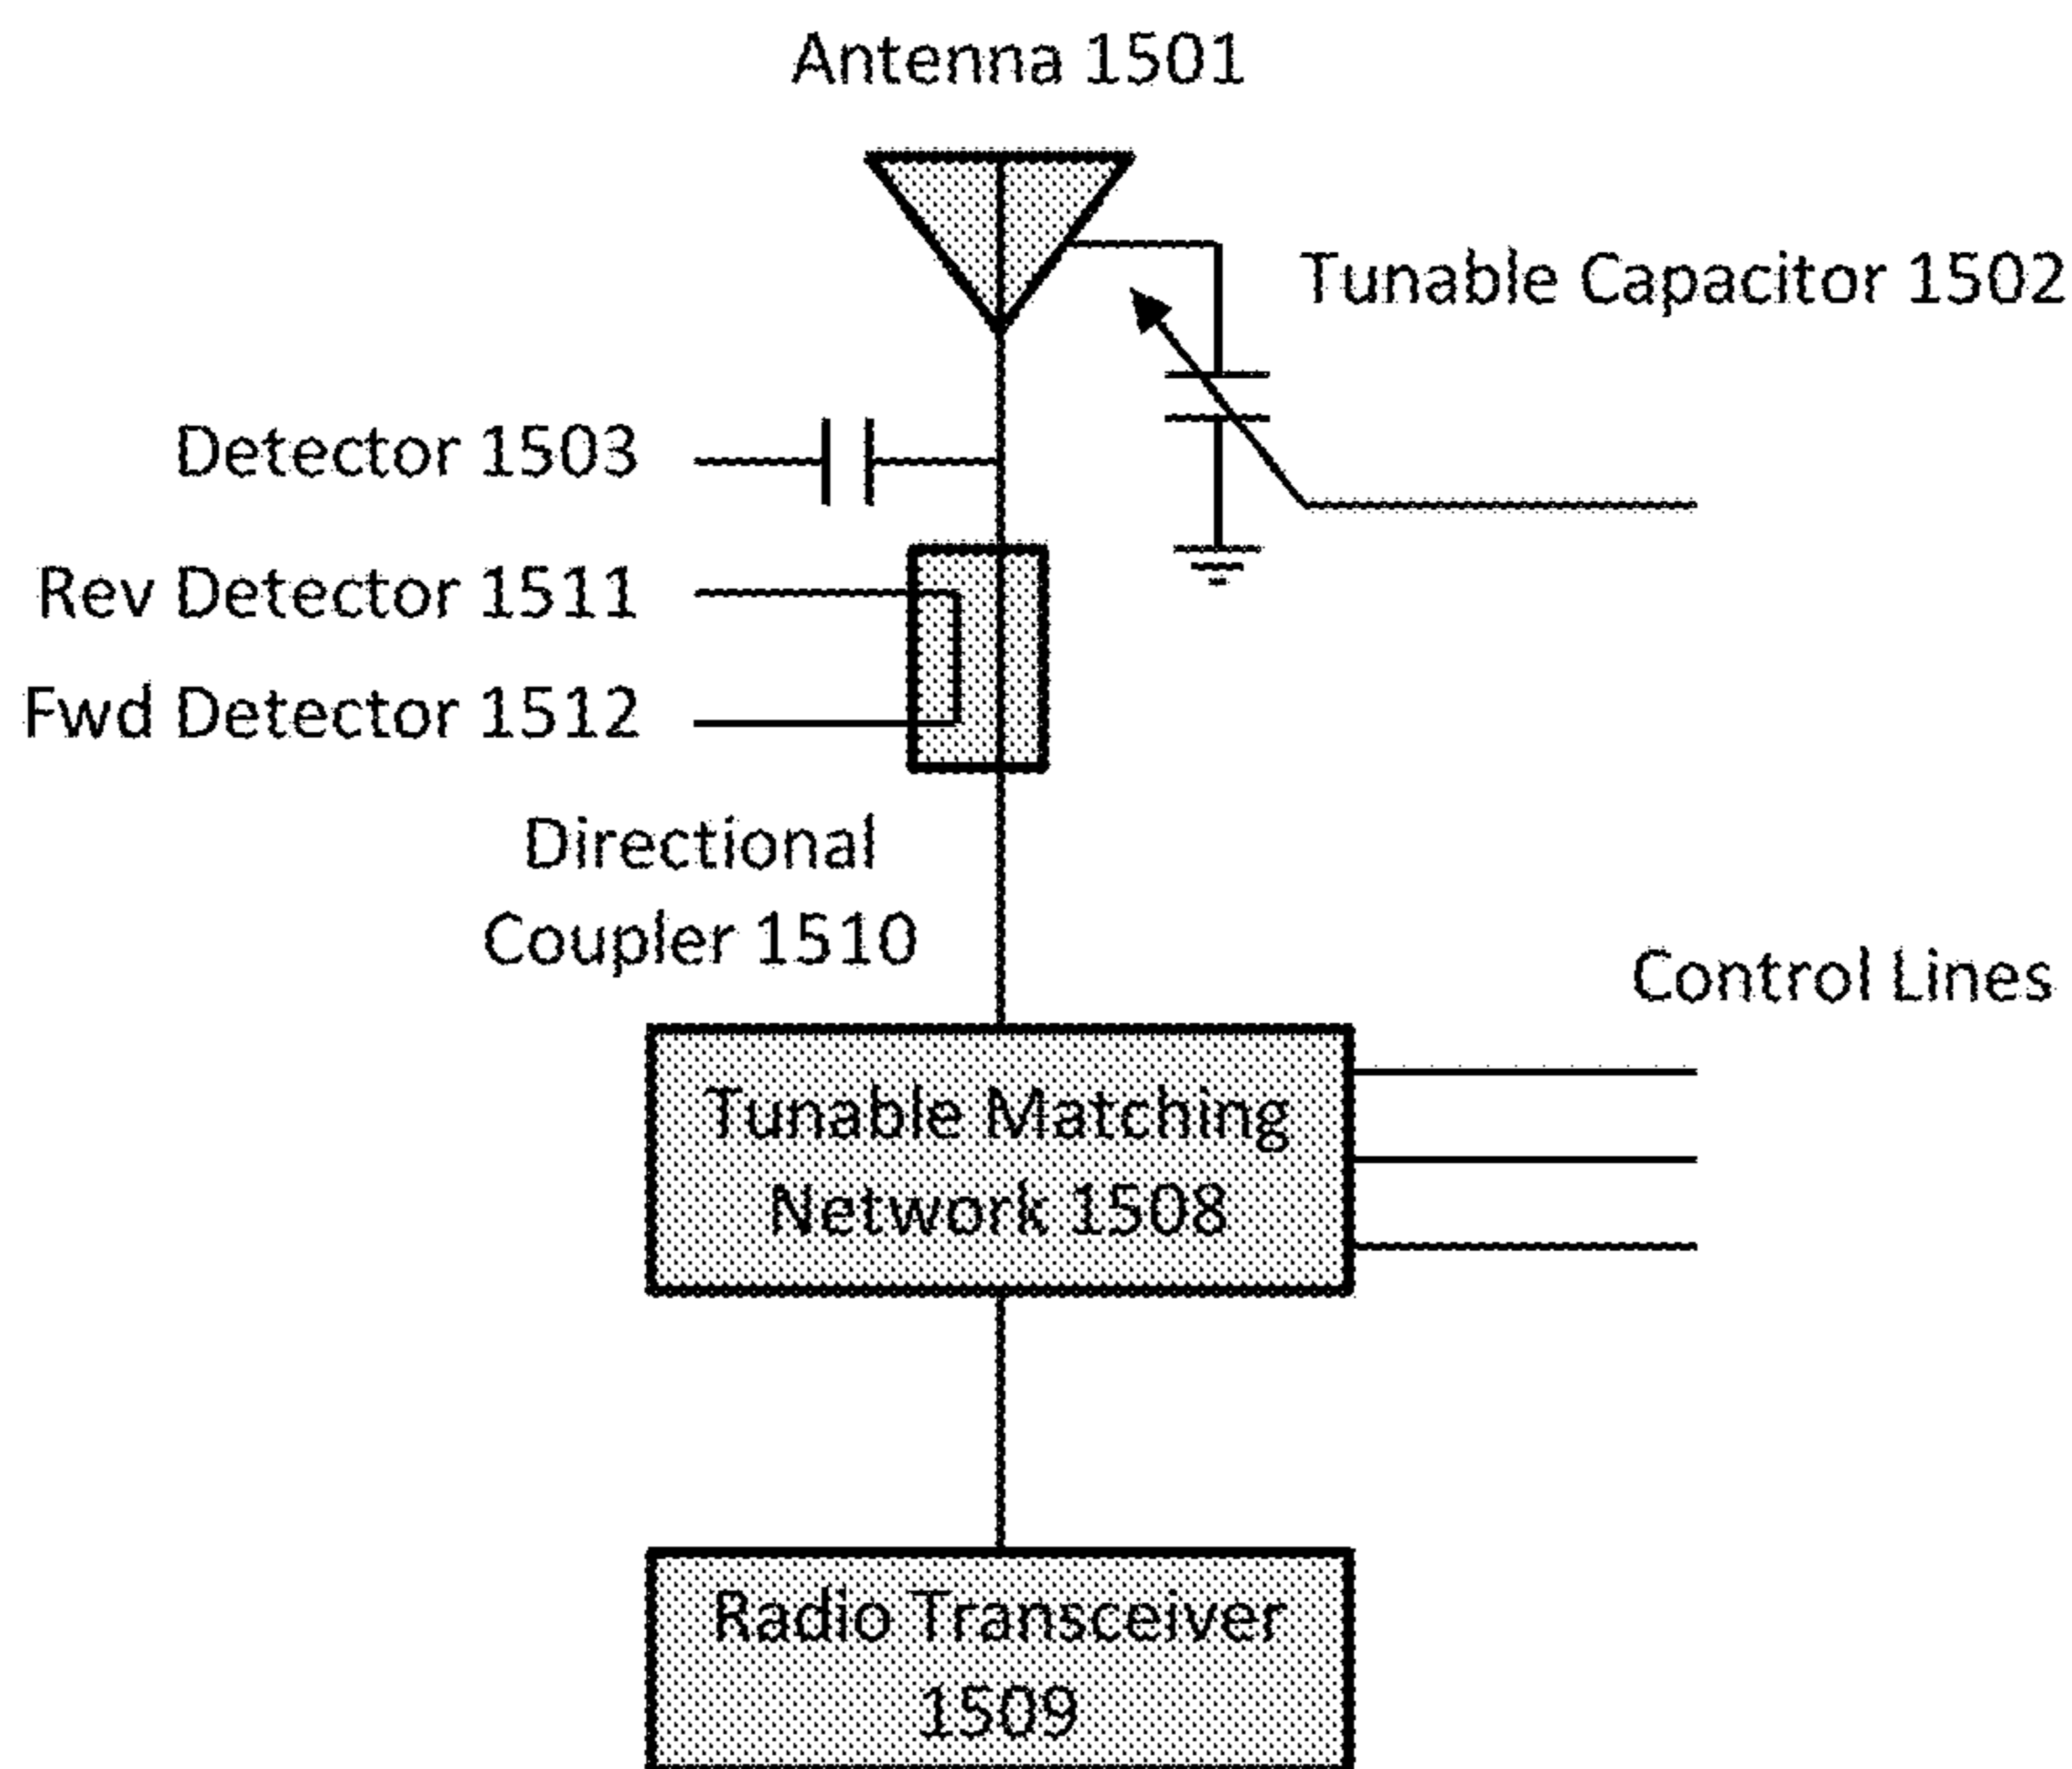 Antenna 1501
Tunable Capacitor 1502
Detector 1503
Rev Detector 1511
Fwd Detector 1512
Directional
Coupler 1510
Control Lines
Tunable Matching
Network 1508
Radio Transceiver
1509